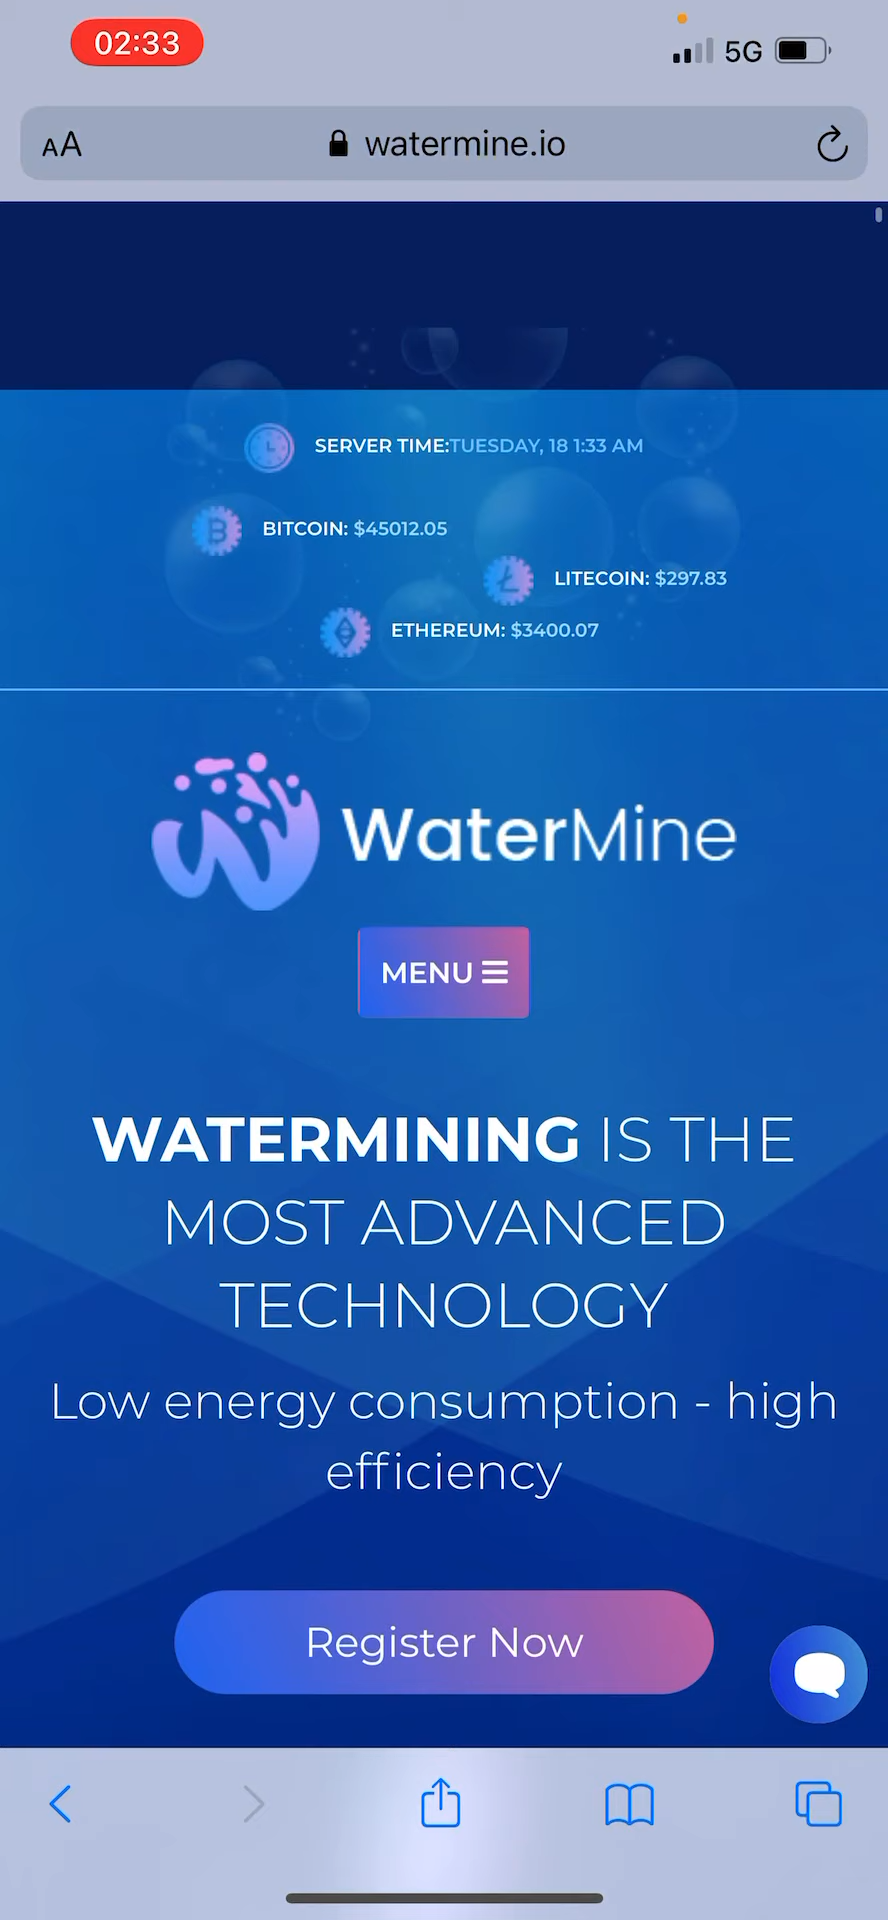 02:33
5G
AA
watermine.io
SERVER TIME:TUESDAY, 18 1:33 AM
BITCOIN: $45012.05
LITECOIN: $297.83
ETHEREUM: $3400.07
WaterMine
MENU
WATERMINING IS THE
MOST ADVANCED
TECHNOLOGY
Low energy consumption - high
efficiency
Register Now